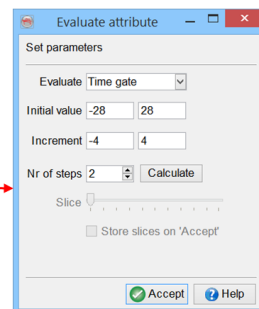 Evaluate attribute
Set parameters
Evaluate Time gate
Initial value -28 28
Increment -4 4
Nr of steps 2 Calculate
Slice
Store slices on 'Accept'
Accept Help